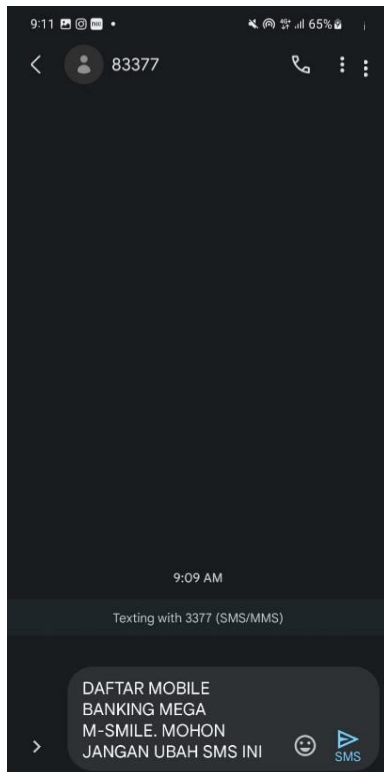 9:11 65%
83377
9:09 AM
Texting with 3377 (SMS/MMS)
DAFTAR MOBILE
BANKING MEGA
M-SMILE. MOHON
JANGAN UBAH SMS INI
SMS